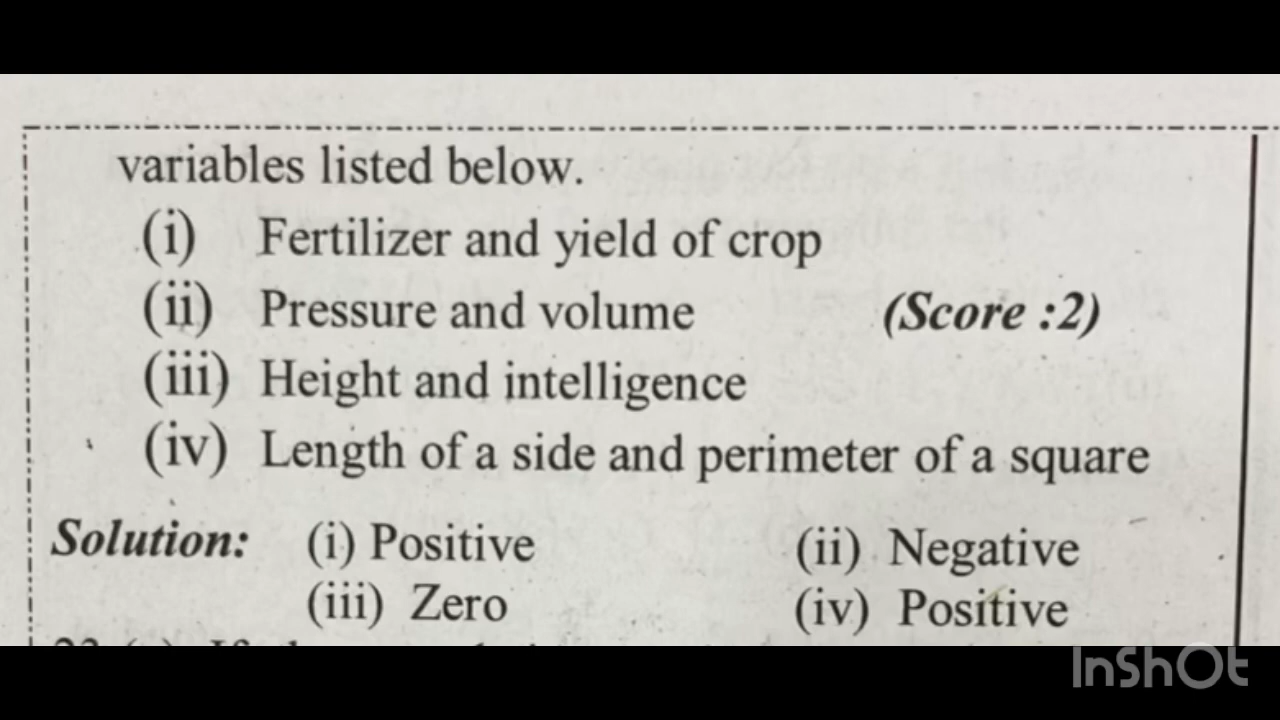 variables listed below.
(i) Fertilizer and yield of crop
(ii) Pressure and volume (Score :2)
(iii) Height and intelligence
(iv) Length of a side and perimeter of a square
Solution: (i) Positive (ii) Negative
(iii) Zero (iv) Positive
InShOt